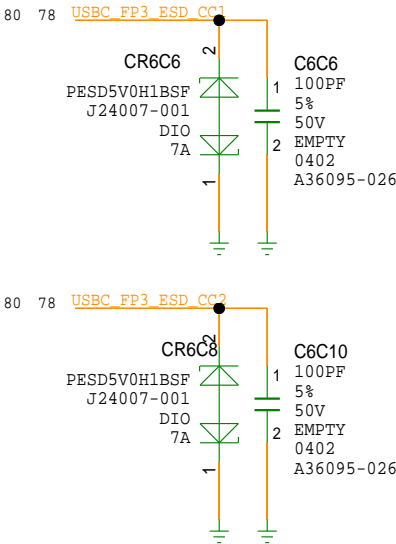 80 78 USBC_FP3_ESD_CC1
2
CR6C6
PESD5V0H1BSF
J24007-001
DIO
7A
1
C6C6
1
100PF
5%
50V
2
EMPTY
0402
A36095-026
80 78 USBC_FP3_ESD_CC2
2
CR6C8
PESD5V0H1BSF
J24007-001
DIO
7A
1
C6C10
1
100PF
5%
50V
2
EMPTY
0402
A36095-026